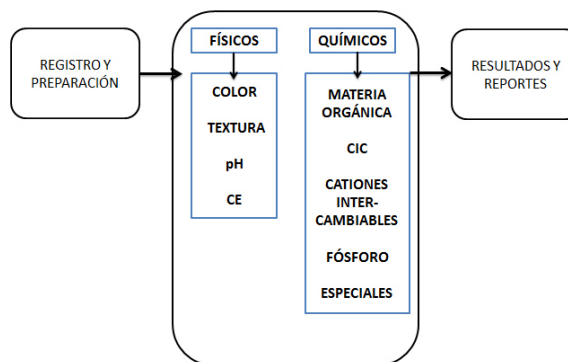 REGISTRO Y
PREPARACIÓN
FÍSICOS
COLOR
TEXTURA
pH
CE
QUÍMICOS
MATERIA
ORGÁNICA
CIC
CATIONES
INTER-
CAMBIABLES
FÓSFORO
ESPECIALES
RESULTADOS Y
REPORTES